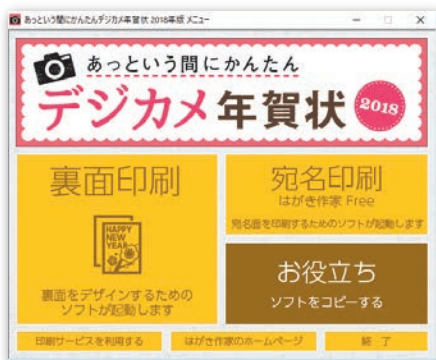 あっという間にかんたんデジカメ年賀状 2018年版 メニュー
あっという間にかんたん
デジカメ年賀状 2018
裏面印刷
HAPPY
NEW
YEAR
裏面をデザインするための
ソフトが起動します
宛名印刷
はがき作家 Free
宛名面を印刷するためのソフトが起動します
お役立ち
ソフトをコピーする
印刷サービスを利用する
はがき作家のホームページ
終 了